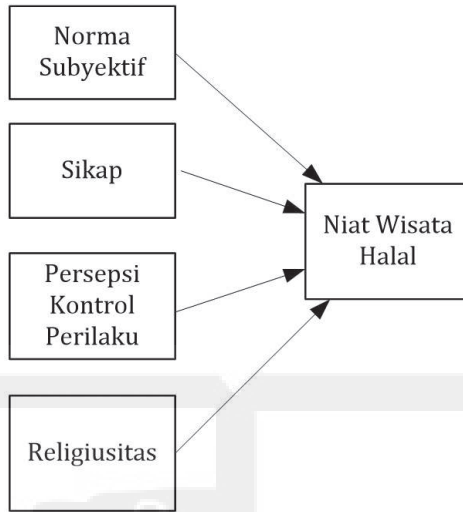 Norma
Subyektif
Sikap
Persepsi
Kontrol
Perilaku
Religiusitas
Niat Wisata
Halal